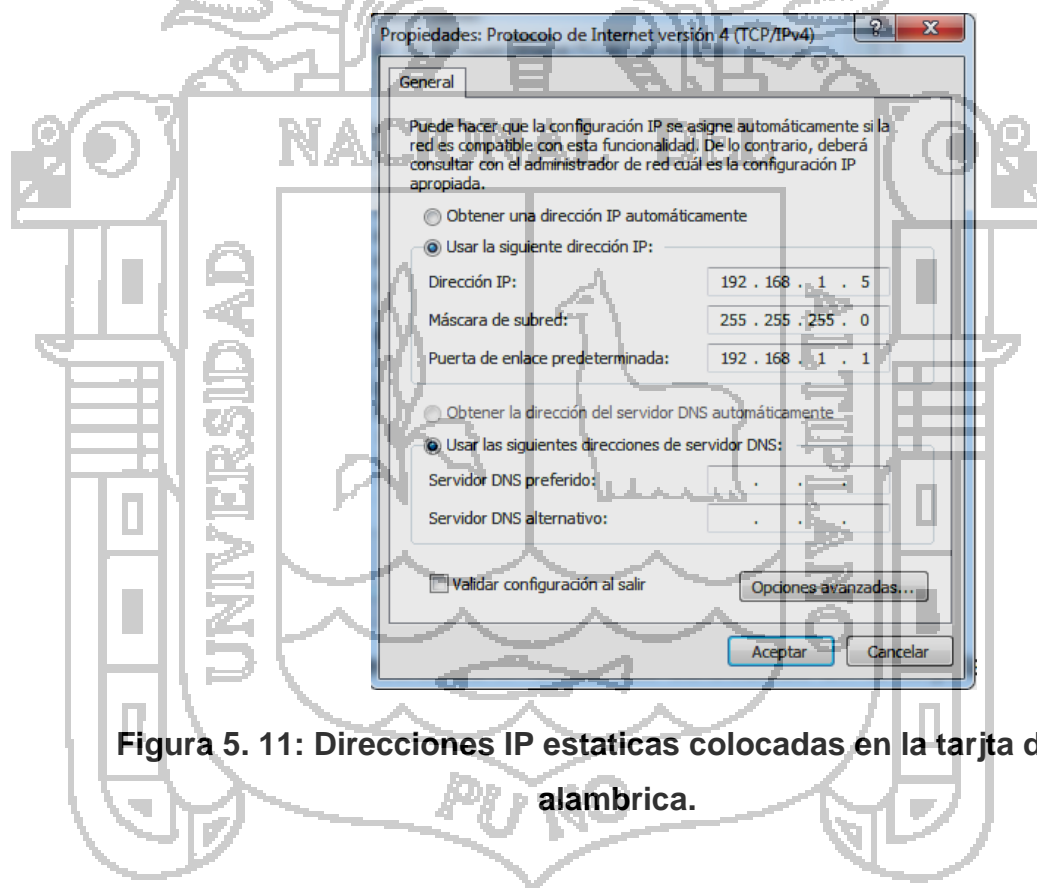 Propiedades: Protocolo de Internet versión 4 (TCP/IPv4)
General
Puede hacer que la configuración IP se asigne automáticamente si la
red es compatible con esta funcionalidad. De lo contrario, deberá
consultar con el administrador de red cuál es la configuración IP
apropiada.
Obtener una dirección IP automáticamente
Usar la siguiente dirección IP:
Dirección IP: 192 . 168 . 1 . 5
Máscara de subred: 255 . 255 . 255 . 0
Puerta de enlace predeterminada: 192 . 168 . 1 . 1
Obtener la dirección del servidor DNS automáticamente
Usar las siguientes direcciones de servidor DNS:
Servidor DNS preferido: . . .
Servidor DNS alternativo: . . .
Validar configuración al salir
Opciones avanzadas...
Aceptar Cancelar
Figura 5. 11: Direcciones IP estaticas colocadas en la tarjta d
alambrica.
UNIVERSIDAD
NACIONAL DEL
ALTIPLANO
PUNO